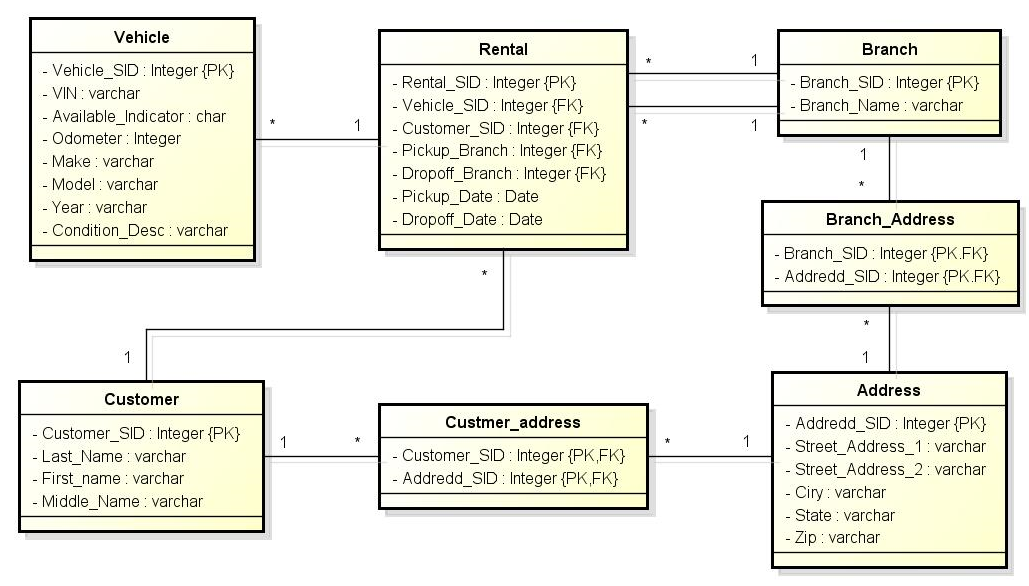 Vehicle
- Vehicle_SID : Integer {PK}
- VIN : varchar
- Available_Indicator : char
- Odometer : Integer
- Make : varchar
- Model : varchar
- Year : varchar
- Condition_Desc : varchar
* 1
Rental
- Rental_SID : Integer {PK}
- Vehicle_SID : Integer {FK}
- Customer_SID : Integer {FK}
- Pickup_Branch : Integer {FK}
- Dropoff_Branch : Integer {FK}
- Pickup_Date : Date
- Dropoff_Date : Date
* 1
* 1
Branch
- Branch_SID : Integer {PK}
- Branch_Name : varchar
1
*
Branch_Address
- Branch_SID : Integer {PK.FK}
- Addredd_SID : Integer {PK.FK}
*
1
*
1
Customer
- Customer_SID : Integer {PK}
- Last_Name : varchar
- First_name : varchar
- Middle_Name : varchar
1 *
Custmer_address
- Customer_SID : Integer {PK,FK}
- Addredd_SID : Integer {PK,FK}
* 1
Address
- Addredd_SID : Integer {PK}
- Street_Address_1 : varchar
- Street_Address_2 : varchar
- Ciry : varchar
- State : varchar
- Zip : varchar